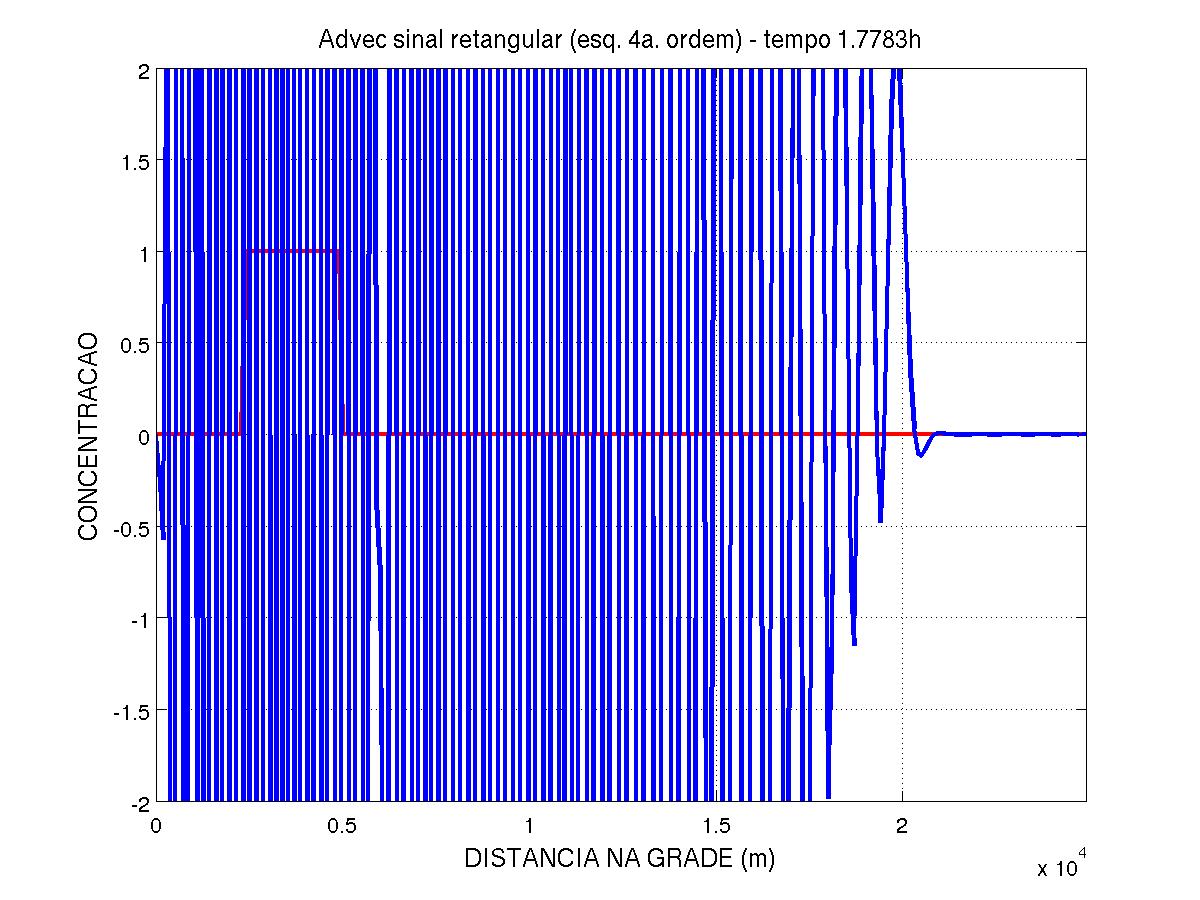 Advec sinal retangular (esq. 4a. ordem) - tempo 1.7783h
2
1.5
1
0.5
0
-0.5
-1
-1.5
-2
CONCENTRACAO
0 0.5 1 1.5 2
DISTANCIA NA GRADE (m)
x 10^4